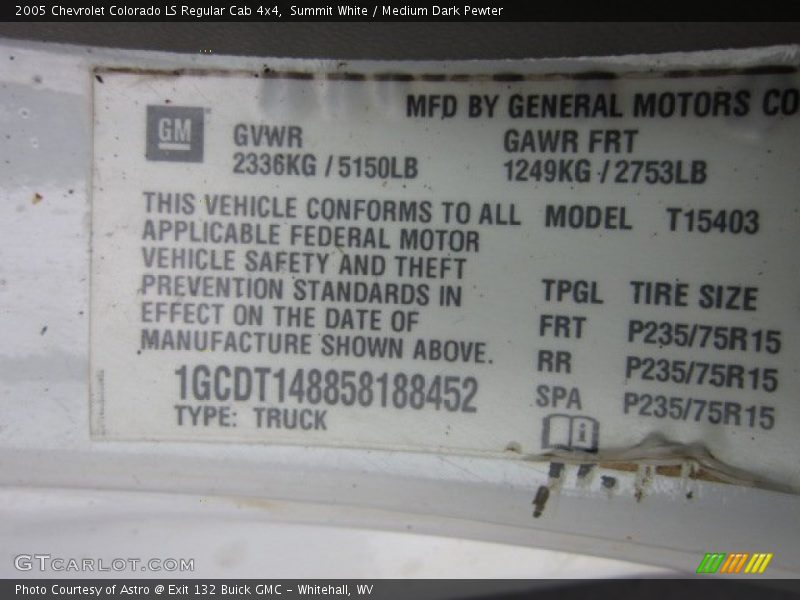 2005 Chevrolet Colorado LS Regular Cab 4x4, Summit White / Medium Dark Pewter
MFD BY GENERAL MOTORS CO
GM
GVWR
2336KG / 5150LB
GAWR FRT
1249KG / 2753LB
THIS VEHICLE CONFORMS TO ALL
APPLICABLE FEDERAL MOTOR
VEHICLE SAFETY AND THEFT
PREVENTION STANDARDS IN
EFFECT ON THE DATE OF
MANUFACTURE SHOWN ABOVE.
1GCDT148858188452
TYPE: TRUCK
MODEL T15403
TPGL TIRE SIZE
FRT P235/75R15
RR P235/75R15
SPA P235/75R15
i
GTCARLOT.COM
Photo Courtesy of Astro @ Exit 132 Buick GMC - Whitehall, WV